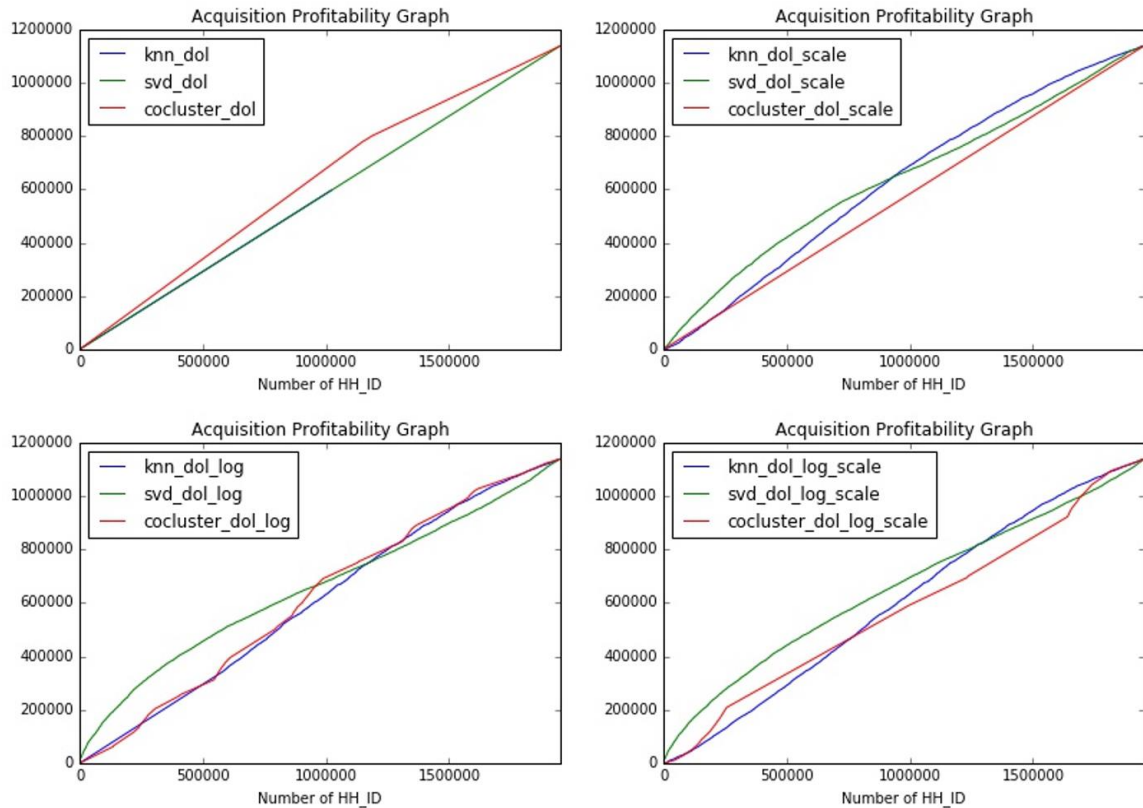 Acquisition Profitability Graph
1200000
1000000
800000
600000
400000
200000
0
knn_dol
svd_dol
cocluster_dol
0 500000 1000000 1500000
Number of HH_ID
Acquisition Profitability Graph
1200000
1000000
800000
600000
400000
200000
0
knn_dol_scale
svd_dol_scale
cocluster_dol_scale
0 500000 1000000 1500000
Number of HH_ID
Acquisition Profitability Graph
1200000
1000000
800000
600000
400000
200000
0
knn_dol_log
svd_dol_log
cocluster_dol_log
0 500000 1000000 1500000
Number of HH_ID
Acquisition Profitability Graph
1200000
1000000
800000
600000
400000
200000
0
knn_dol_log_scale
svd_dol_log_scale
cocluster_dol_log_scale
0 500000 1000000 1500000
Number of HH_ID